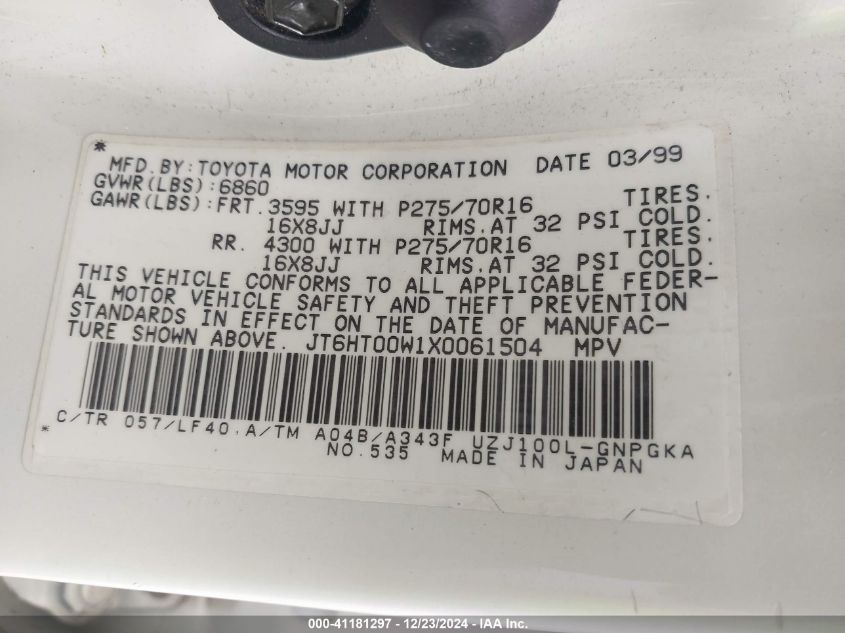 * MFD.BY:TOYOTA MOTOR CORPORATION DATE 03/99
GVWR(LBS):6860
GAWR(LBS):FRT.3595 WITH P275/70R16 TIRES.
16X8JJ RIMS.AT 32 PSI COLD.
RR. 4300 WITH P275/70R16 TIRES.
16X8JJ RIMS.AT 32 PSI COLD.
THIS VEHICLE CONFORMS TO ALL APPLICABLE FEDER-
AL MOTOR VEHICLE SAFETY AND THEFT PREVENTION
STANDARDS IN EFFECT ON THE DATE OF MANUFAC-
TURE SHOWN ABOVE. JT6HT00W1X0061504 MPV
C/TR 057/LF40 A/TM A04B/A343F UZJ100L-GNPGKA
* NO.535 MADE IN JAPAN
000-41181297 - 12/23/2024 - IAA Inc.